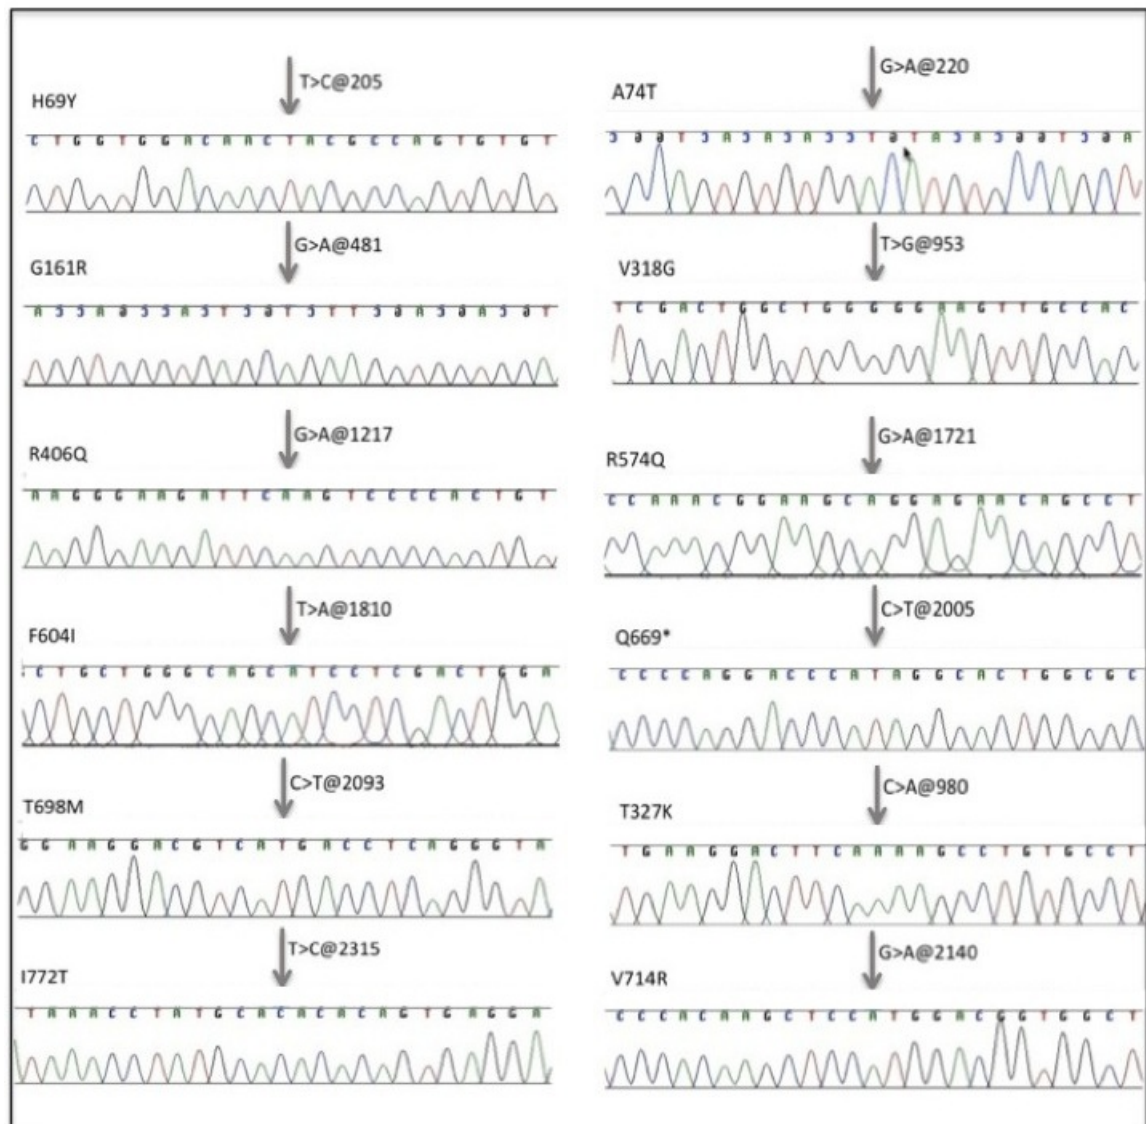 T>C@205
H69Y
C T G G T G G A C A A C T A C G C C A G T G T G T
G>A@220
A74T
C G G T C A C A C A C C T G T A C A C G G T C G A
G>A@481
G161R
A C C A G C C A C T C G T C T T C G A C G A C G T
T>G@953
V318G
T C G A C T G G C T G G G G G A A G T T G C C A C
G>A@1217
R406Q
A A G G G A A G A T T C A A G T C C C C A C T G T
G>A@1721
R574Q
C C A A A C G G A A G C A G G A G A A C A G C C T
T>A@1810
F604I
C T G C T G G G C A G C A T C C T C G A C T G G A
C>T@2005
Q669*
C C C C A G G A C C C A T A G G C A C T G G C G C
C>T@2093
T698M
G G A A G G A C G T C A T G A C C T C A G G G T A
C>A@980
T327K
T G A A G G A C T T C A A A A G C C T G T G C C T
T>C@2315
I772T
T A A A C C T A T G C A C A C A C A G T G A G G A
G>A@2140
V714R
C C C A C A A G C T C C A T G G A C G G T G G C T